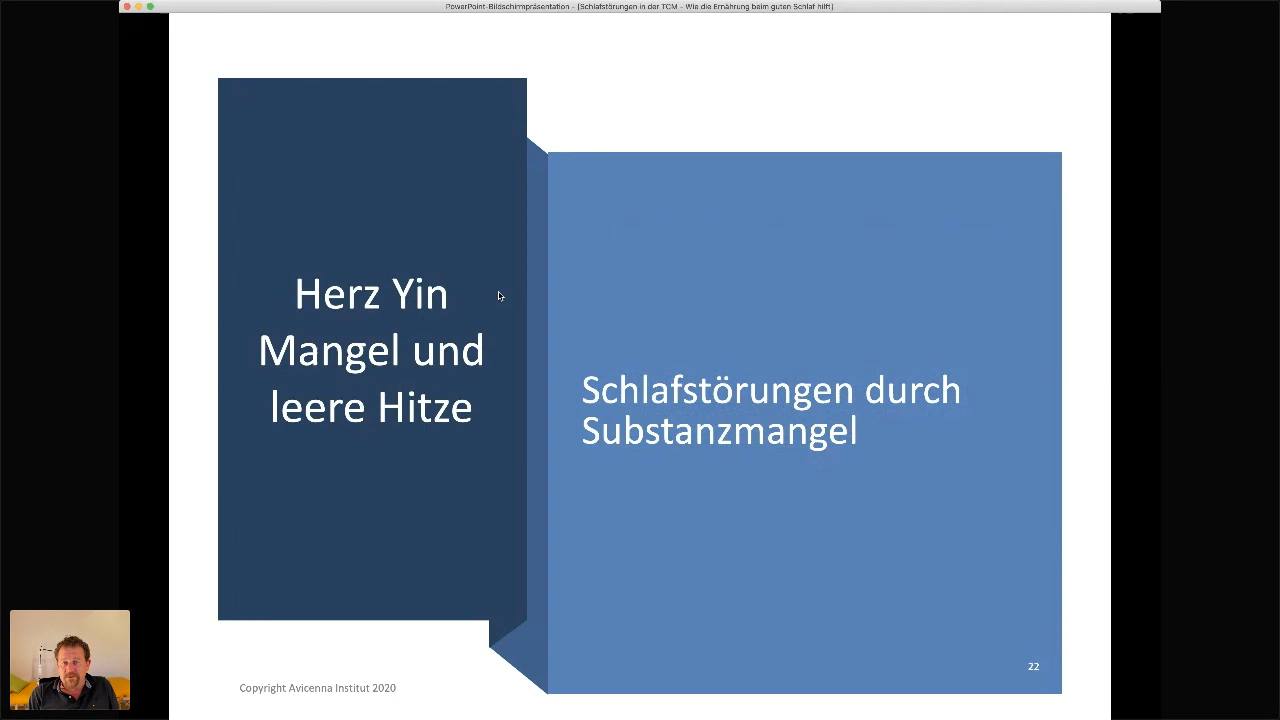 PowerPoint-Bildschirmpräsentation - [Schlafstörungen in der TCM - Wie die Ernährung beim guten Schlaf hilft]
Herz Yin
Mangel und
leere Hitze
Schlafstörungen durch
Substanzmangel
22
Copyright Avicenna Institut 2020